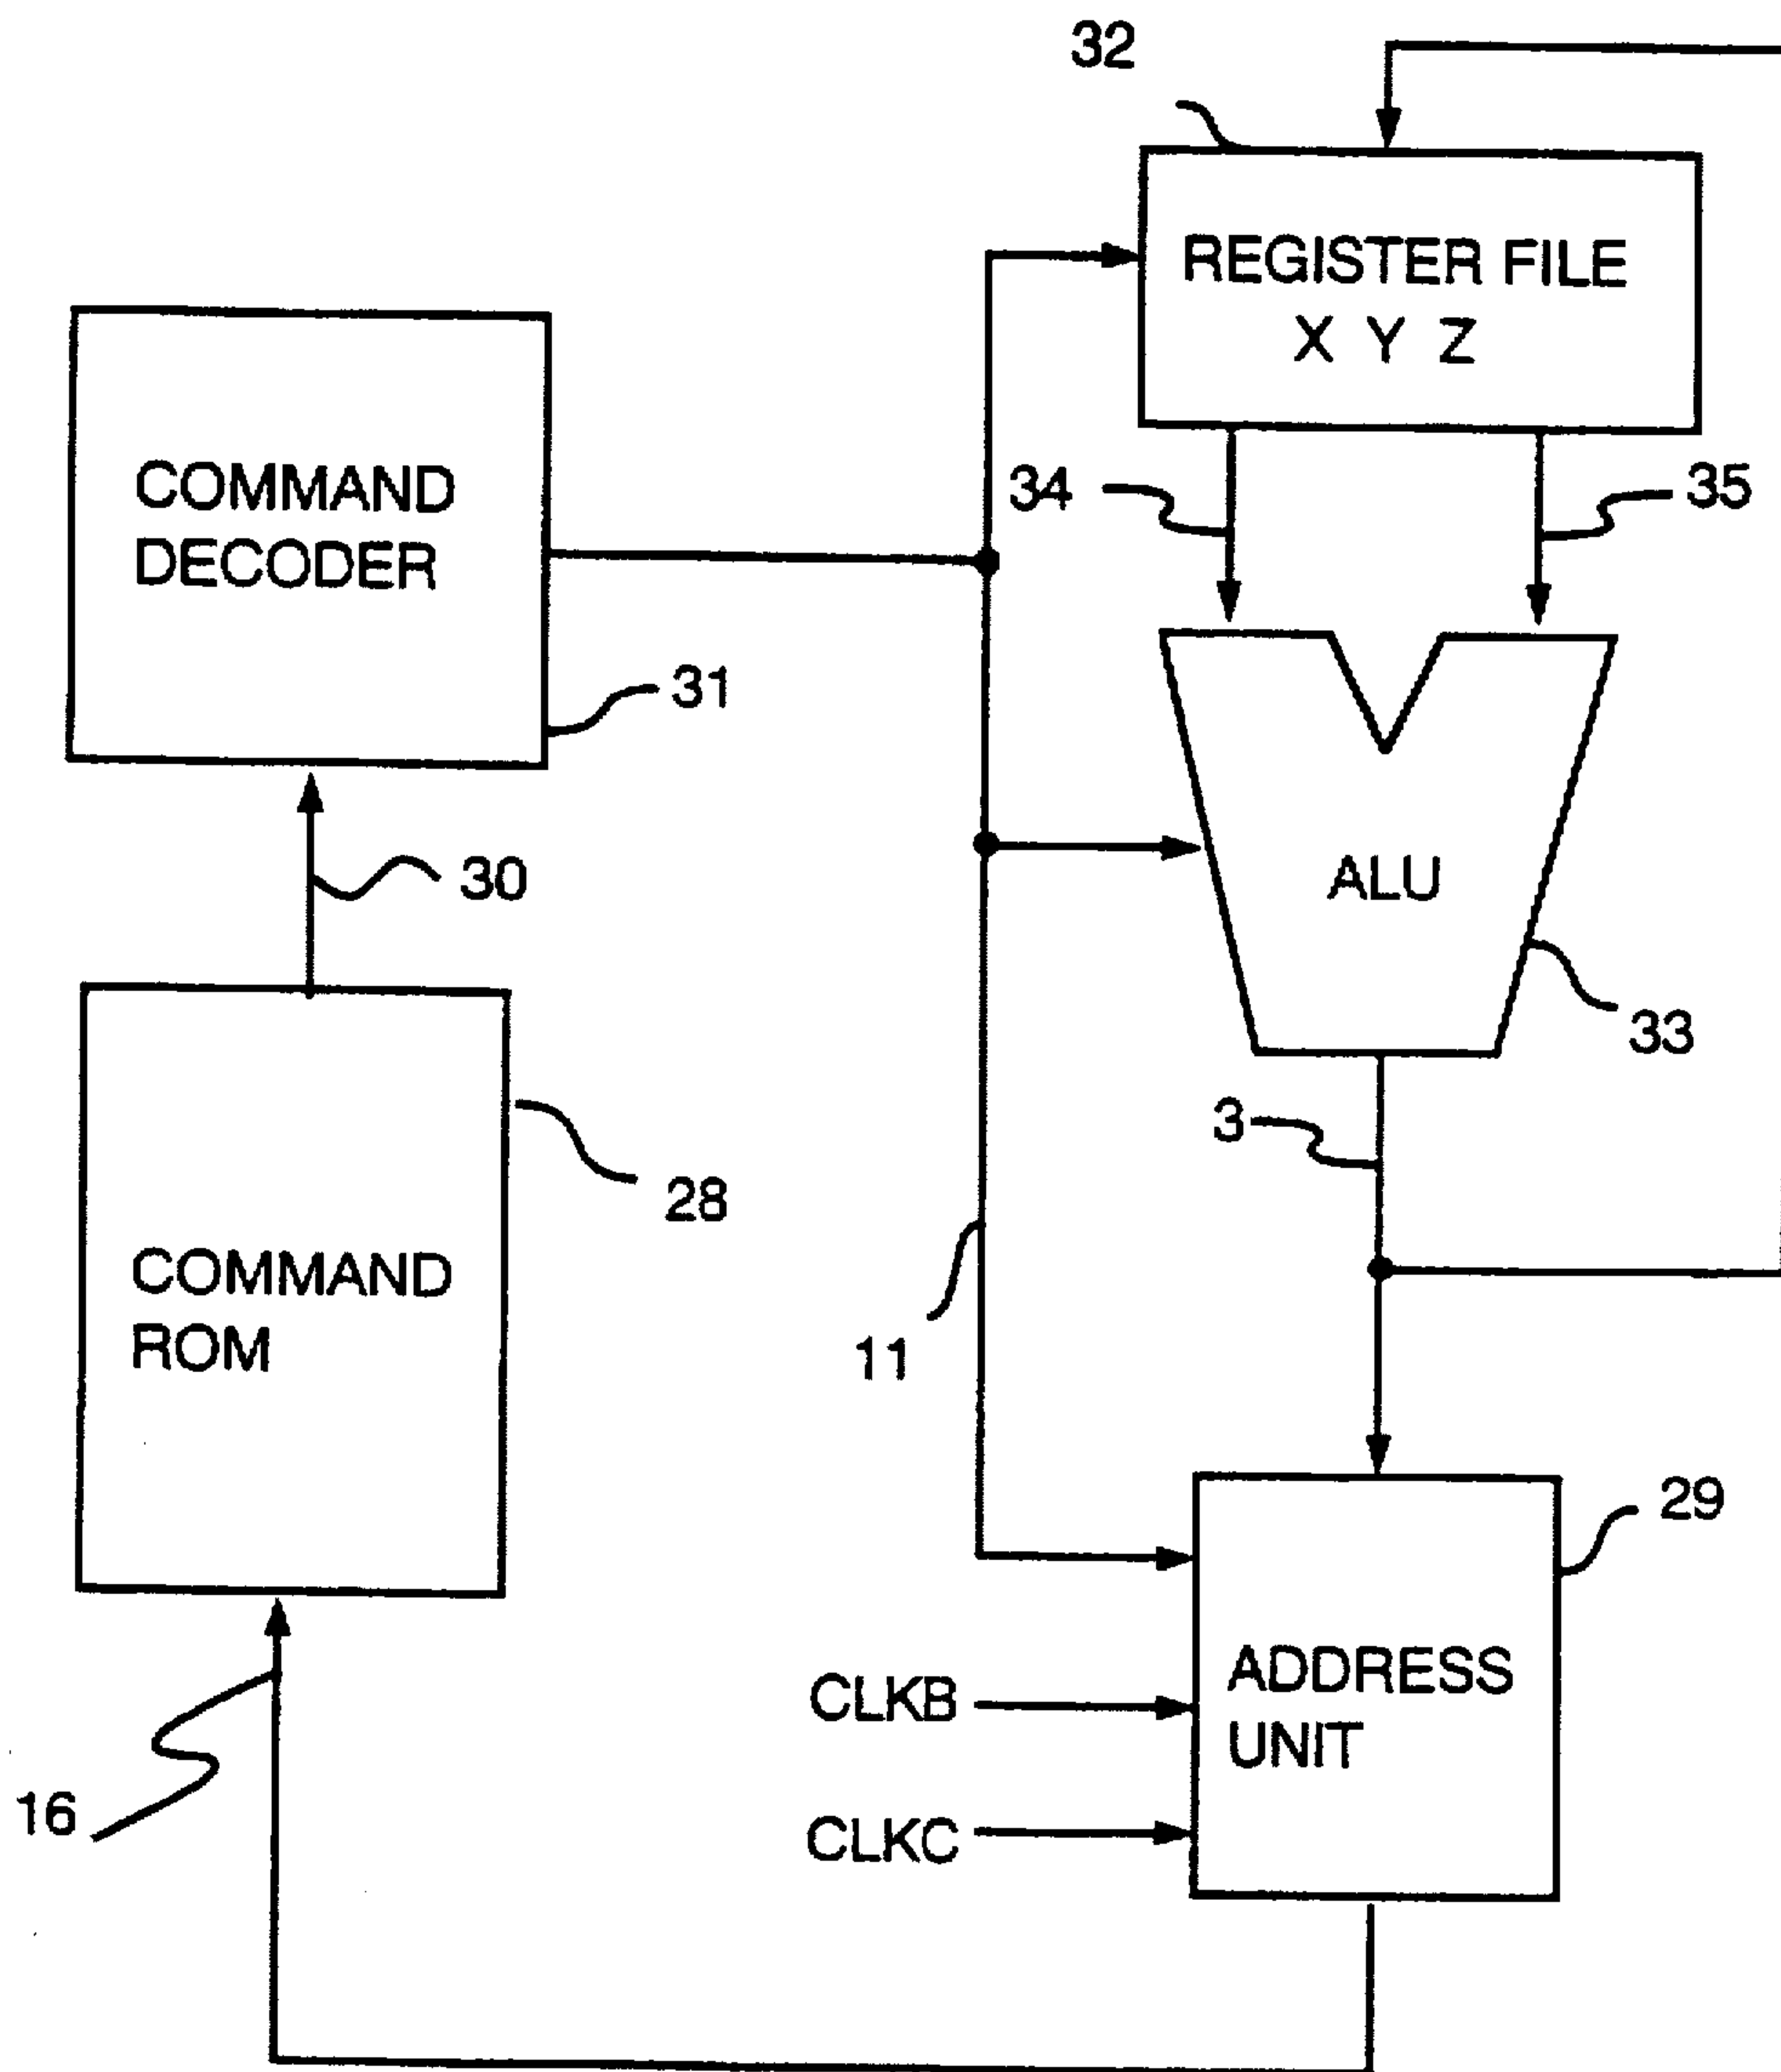 32
REGISTER FILE
X Y Z
COMMAND
DECODER
34
35
31
30
ALU
33
28
3
COMMAND
ROM
11
29
ADDRESS
UNIT
CLKB
16
CLKC